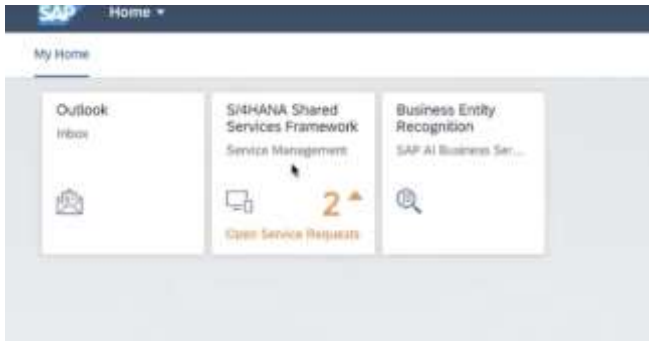 SAP Home
My Home
Outlook
Inbox
S/4HANA Shared
Services Framework
Service Management
2
Open Service Requests
Business Entity
Recognition
SAP AI Business Ser...